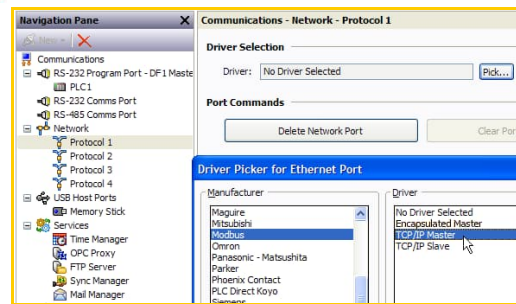 Navigation Pane X
New
Communications
RS-232 Program Port - DF1 Maste
PLC1
RS-232 Comms Port
RS-485 Comms Port
Network
Protocol 1
Protocol 2
Protocol 3
Protocol 4
USB Host Ports
Memory Stick
Services
Time Manager
OPC Proxy
FTP Server
Sync Manager
Mail Manager
Communications - Network - Protocol 1
Driver Selection
Driver: No Driver Selected Pick...
Port Commands
Delete Network Port Clear Por
Driver Picker for Ethernet Port
Manufacturer
Maguire
Mitsubishi
Modbus
Omron
Panasonic - Matsushita
Parker
Phoenix Contact
PLC Direct Koyo
Siemens
Driver
No Driver Selected
Encapsulated Master
TCP/IP Master
TCP/IP Slave